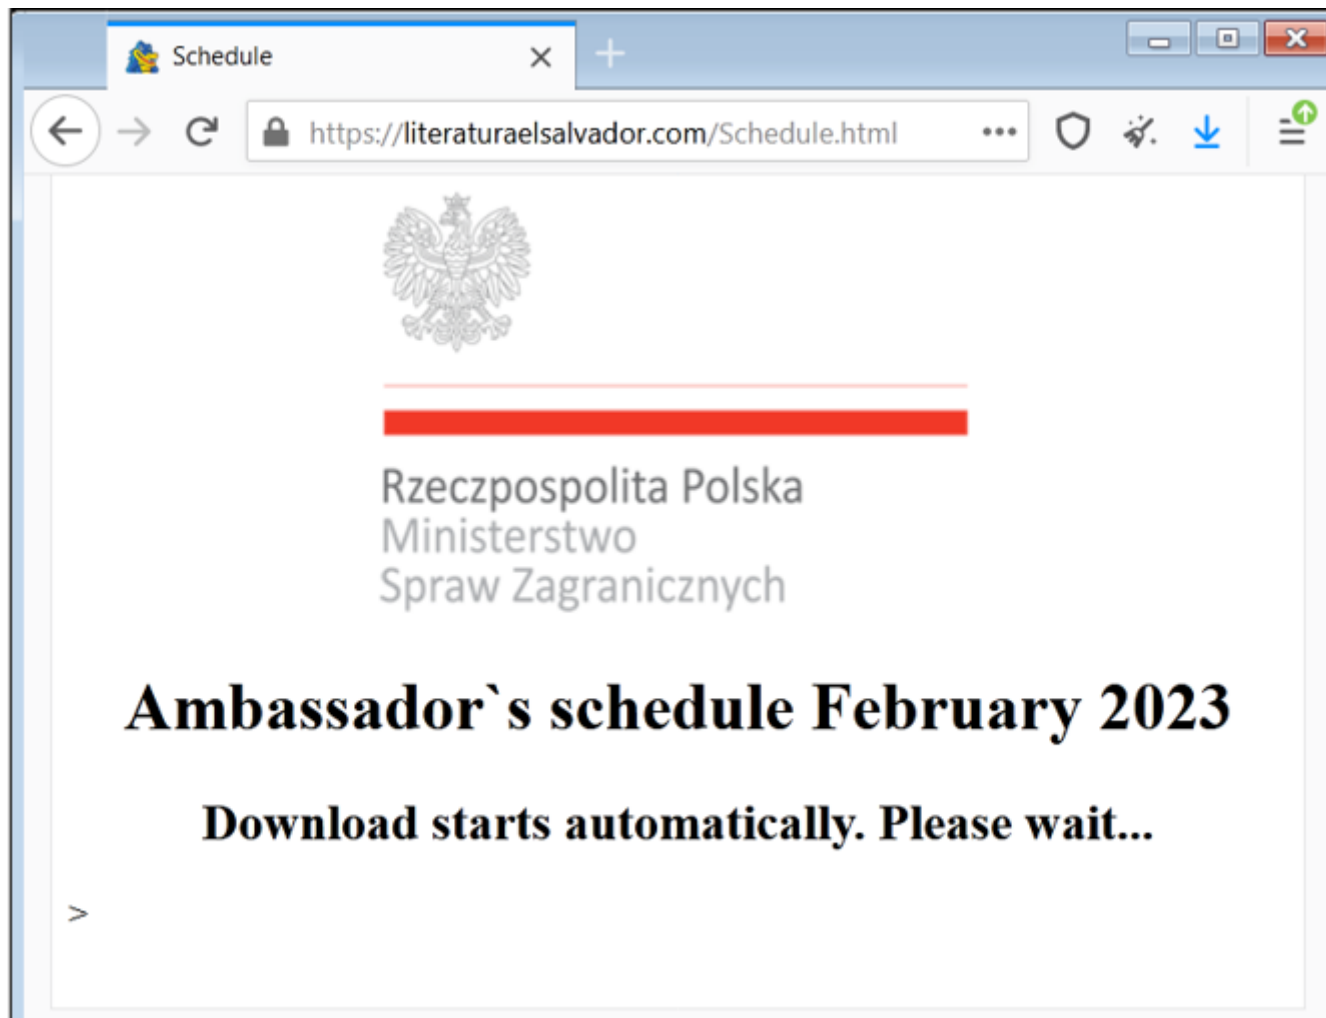 Schedule
https://literaturaelsalvador.com/Schedule.html
Rzeczpospolita Polska
Ministerstwo
Spraw Zagranicznych
Ambassador`s schedule February 2023
Download starts automatically. Please wait...
>